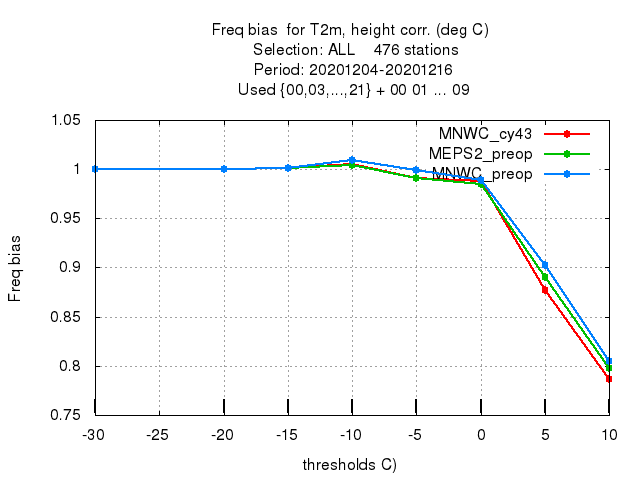 Freq bias  for T2m, height corr. (deg C)
Selection: ALL    476 stations
Period: 20201204-20201216
Used {00,03,...,21} + 00 01 ... 09
1.05
1
0.95
0.9
0.85
0.8
0.75
Freq bias
MNWC_cy43
MEPS2_preop
MNWC_preop
-30 -25 -20 -15 -10 -5 0 5 10
thresholds C)